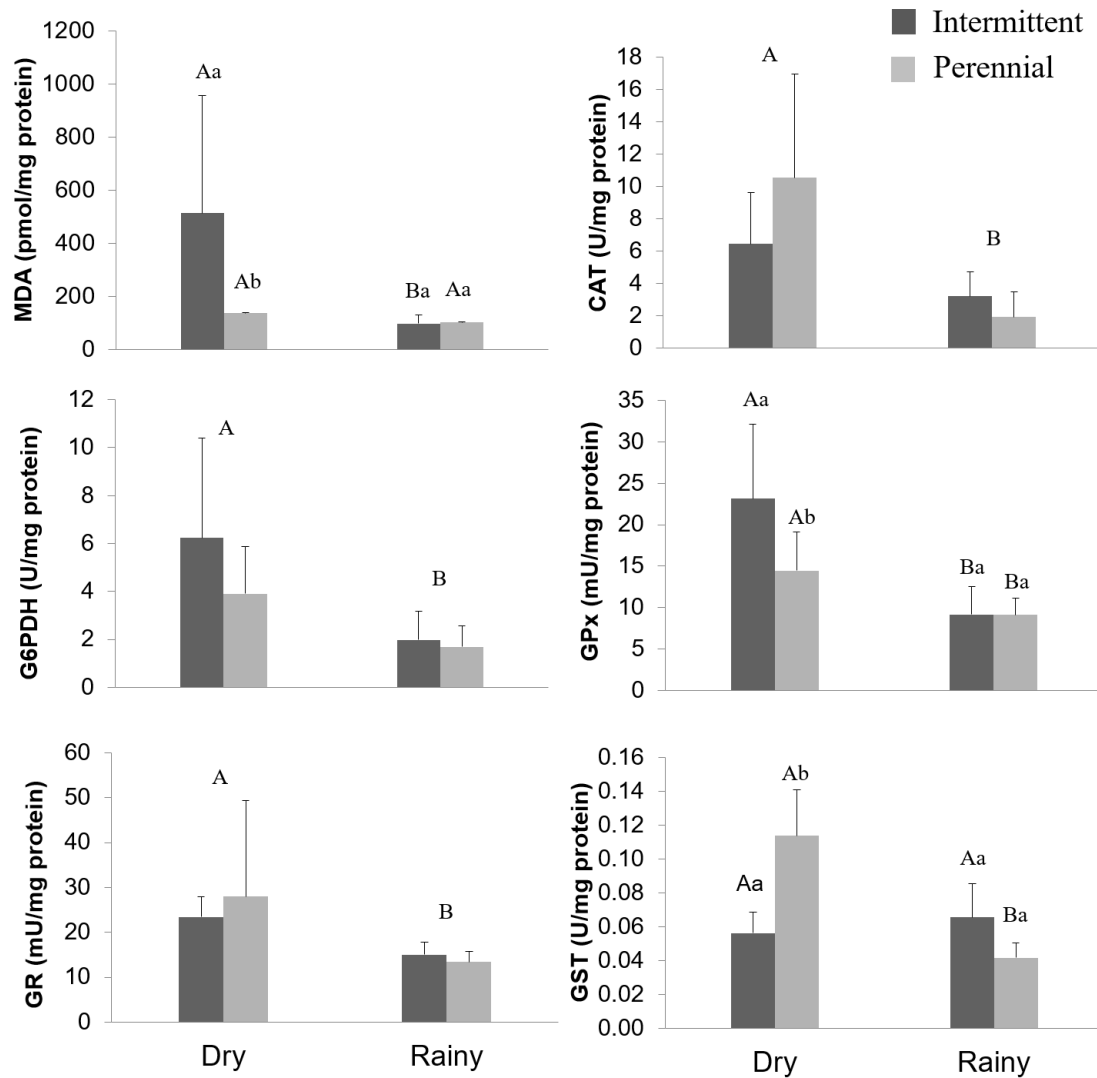 Intermittent
Perennial
MDA (pmol/mg protein)
1200
1000
800
600
400
200
0
Aa
Ab
Ba
Aa
CAT (U/mg protein)
18
16
14
12
10
8
6
4
2
0
A
B
G6PDH (U/mg protein)
12
10
8
6
4
2
0
A
B
GPx (mU/mg protein)
35
30
25
20
15
10
5
0
Aa
Ab
Ba
Ba
GR (mU/mg protein)
60
50
40
30
20
10
0
A
B
Dry
Rainy
GST (U/mg protein)
0.16
0.14
0.12
0.10
0.08
0.06
0.04
0.02
0.00
Aa
Ab
Aa
Ba
Dry
Rainy